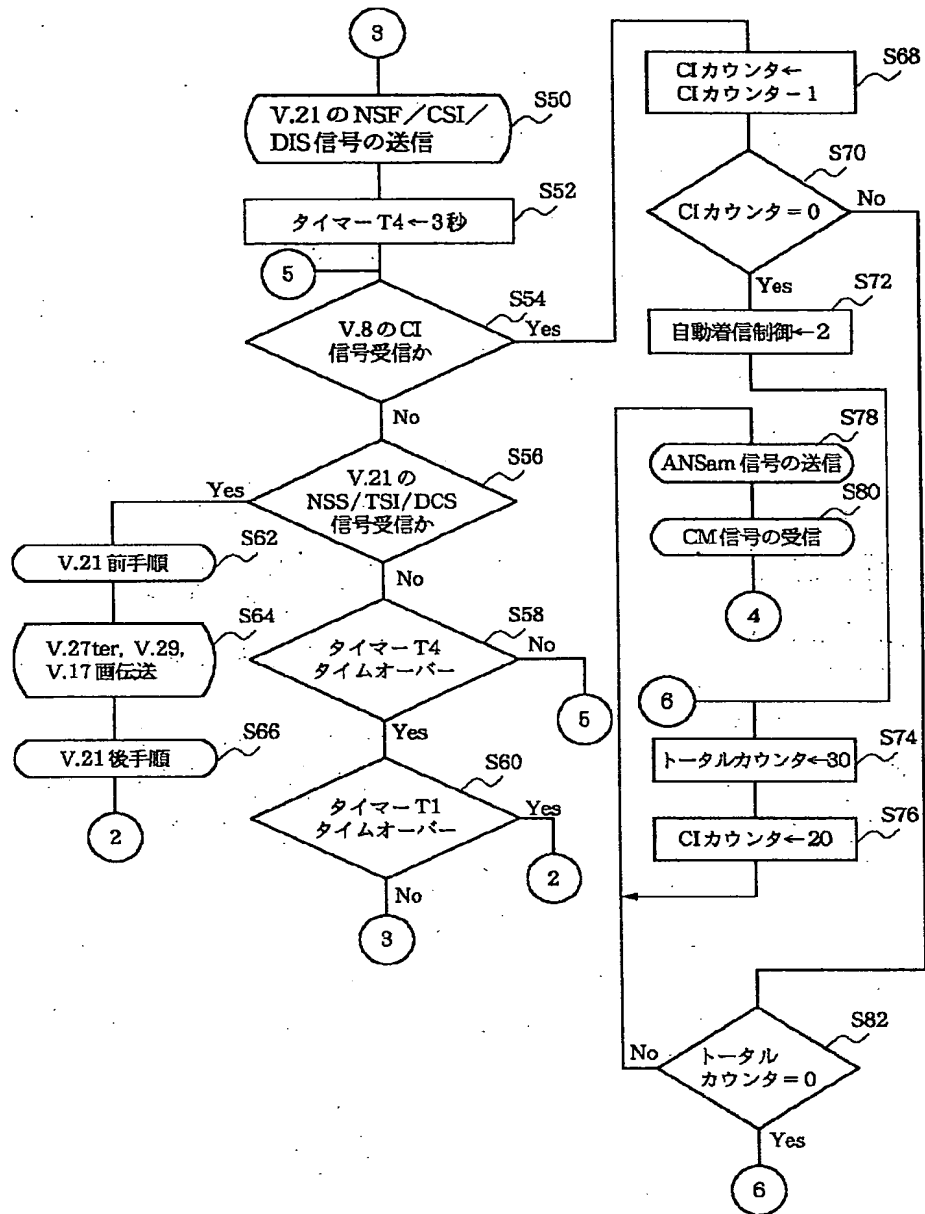 3
S50
V.21のNSF/CSI/
DIS信号の送信
S52
タイマーT4←3秒
5
S54
V.8のCI
信号受信か
Yes
No
S56
V.21の
NSS/TSI/DCS
信号受信か
Yes
No
S62
V.21前手順
S64
V.27ter, V.29,
V.17画伝送
S66
V.21後手順
2
S58
タイマーT4
タイムオーバー
No
5
Yes
S60
タイマーT1
タイムオーバー
Yes
2
No
3
S68
CIカウンタ←
CIカウンター1
S70
CIカウンタ=0
No
Yes
S72
自動着信制御←2
S78
ANSam信号の送信
S80
CM信号の受信
4
6
S74
トータルカウンタ←30
S76
CIカウンタ←20
S82
トータル
カウンタ=0
No
Yes
6